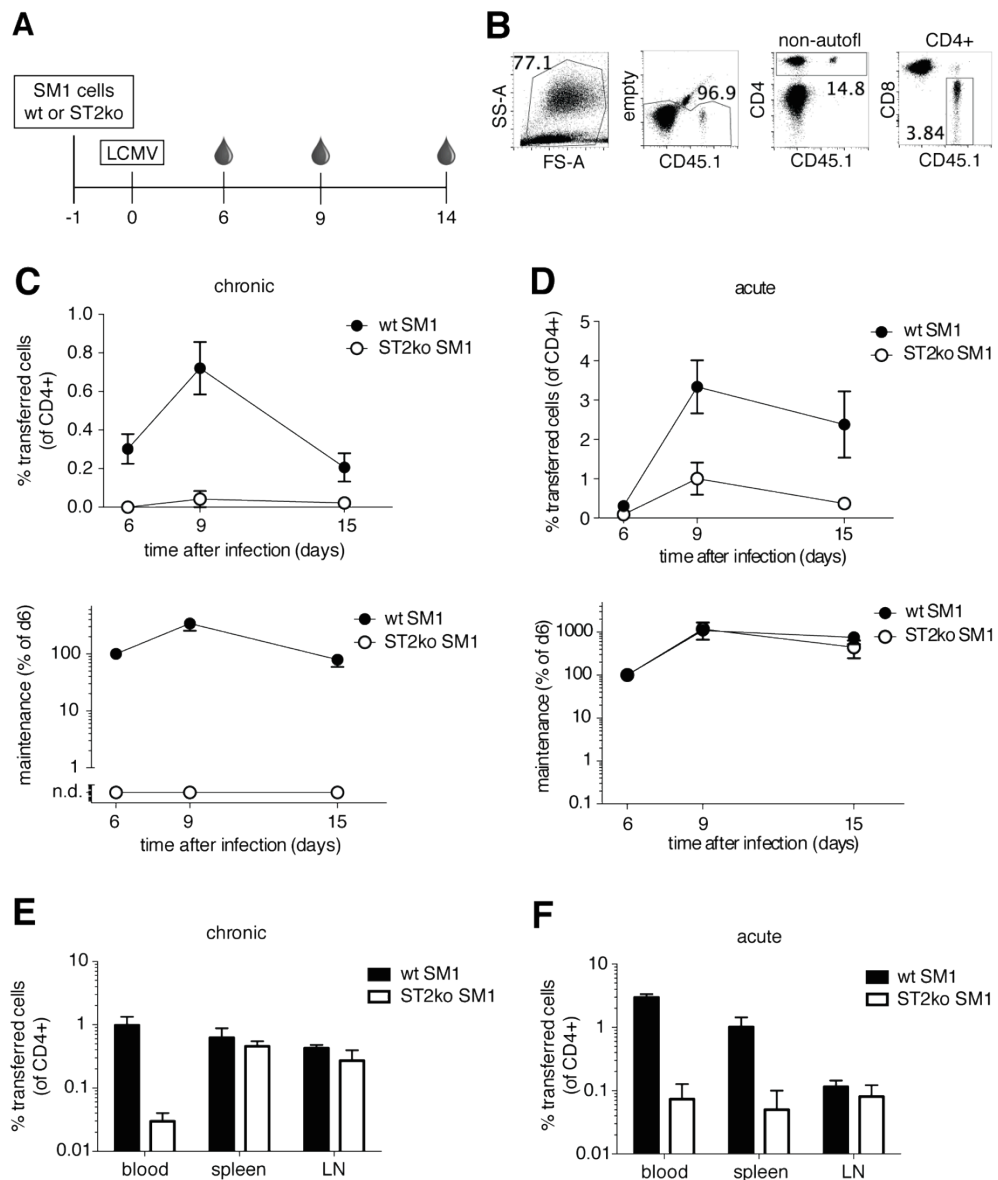 A
SM1 cells
wt or ST2ko
LCMV
-1
0
6
9
14
B
77.1
SS-A
FS-A
empty
96.9
CD45.1
non-autofl
CD4
14.8
CD45.1
CD4+
CD8
3.84
CD45.1
C
chronic
% transferred cells
(of CD4+)
1.0
0.8
0.6
0.4
0.2
0.0
6
9
15
time after infection (days)
wt SM1
ST2ko SM1
maintenance (% of d6)
100
10
1
n.d.
6
9
15
time after infection (days)
wt SM1
ST2ko SM1
D
acute
% transferred cells (of CD4+)
5
4
3
2
1
0
6
9
15
time after infection (days)
wt SM1
ST2ko SM1
maintenance (% of d6)
1000
100
10
1
0.1
6
9
15
time after infection (days)
wt SM1
ST2ko SM1
E
chronic
% transferred cells
(of CD4+)
10
1
0.1
0.01
blood
spleen
LN
wt SM1
ST2ko SM1
F
acute
% transferred cells
(of CD4+)
10
1
0.1
0.01
blood
spleen
LN
wt SM1
ST2ko SM1